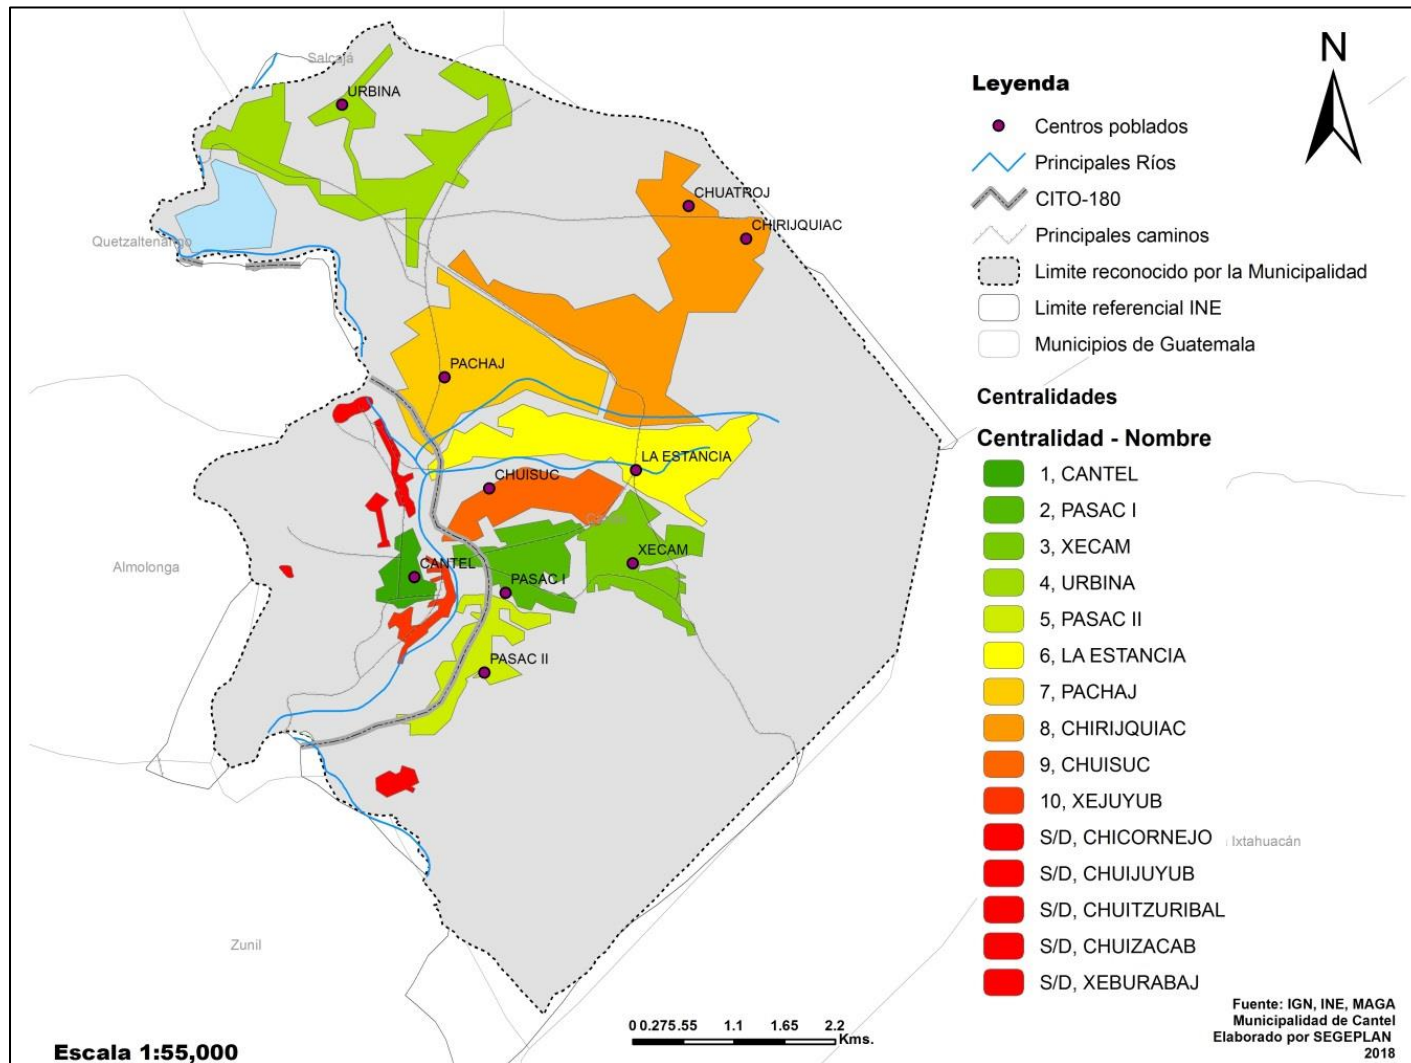 Salcajá
URBINA
CHUATROJ
CHIRIJQUIAC
Quetzaltenango
PACHAJ
LA ESTANCIA
CHUISUC
XECAM
CANTEL
PASAC I
Almolonga
PASAC II
Zunil
Ixtahuacán
N
Leyenda
Centros poblados
Principales Ríos
CITO-180
Principales caminos
Limite reconocido por la Municipalidad
Limite referencial INE
Municipios de Guatemala
Centralidades
Centralidad - Nombre
1, CANTEL
2, PASAC I
3, XECAM
4, URBINA
5, PASAC II
6, LA ESTANCIA
7, PACHAJ
8, CHIRIJQUIAC
9, CHUISUC
10, XEJUYUB
S/D, CHICORNEJO
S/D, CHUIJUYUB
S/D, CHUITZURIBAL
S/D, CHUIZACAB
S/D, XEBURABAJ
Fuente: IGN, INE, MAGA
Municipalidad de Cantel
Elaborado por SEGEPLAN
2018
0 0.275.55 1.1 1.65 2.2
Kms.
Escala 1:55,000